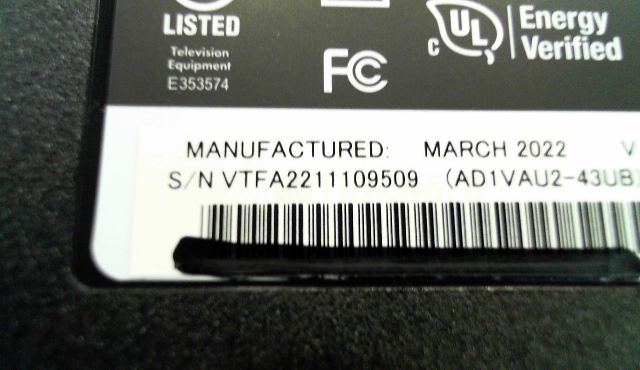 LISTED
Television
Equipment
E353574
FC
C UL Energy
Verified
MANUFACTURED: MARCH 2022 V
S/N VTFA2211109509 (AD1VAU2-43UB)